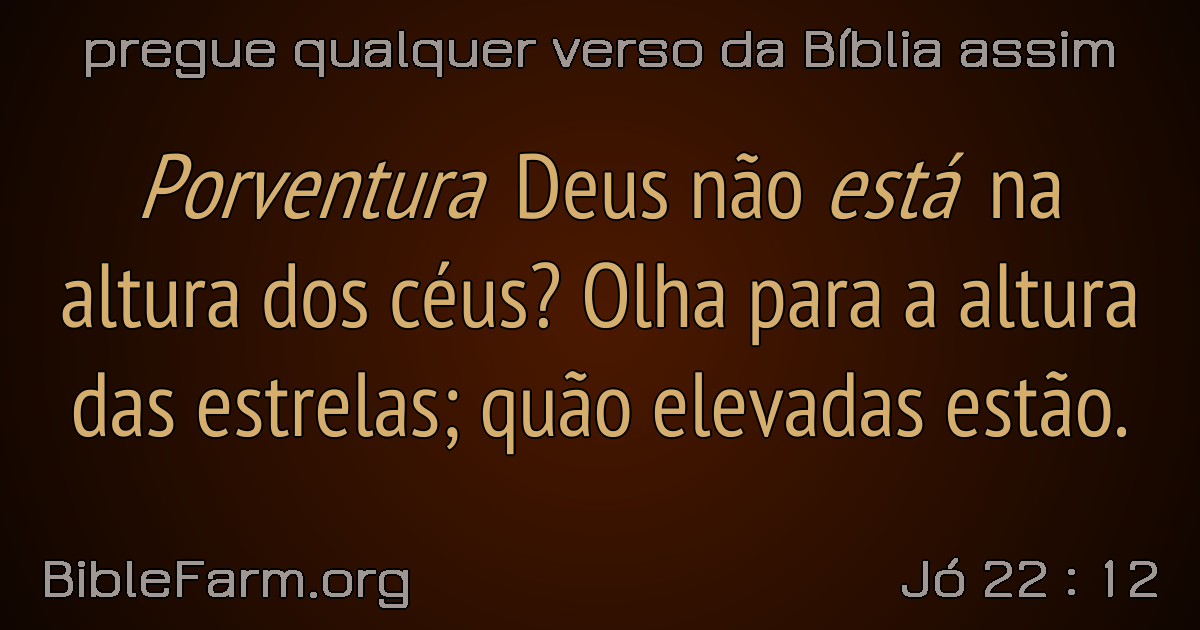 pregue qualquer verso da Bíblia assim
Porventura Deus não está na
altura dos céus? Olha para a altura
das estrelas; quão elevadas estão.
BibleFarm.org
Jó 22 : 12